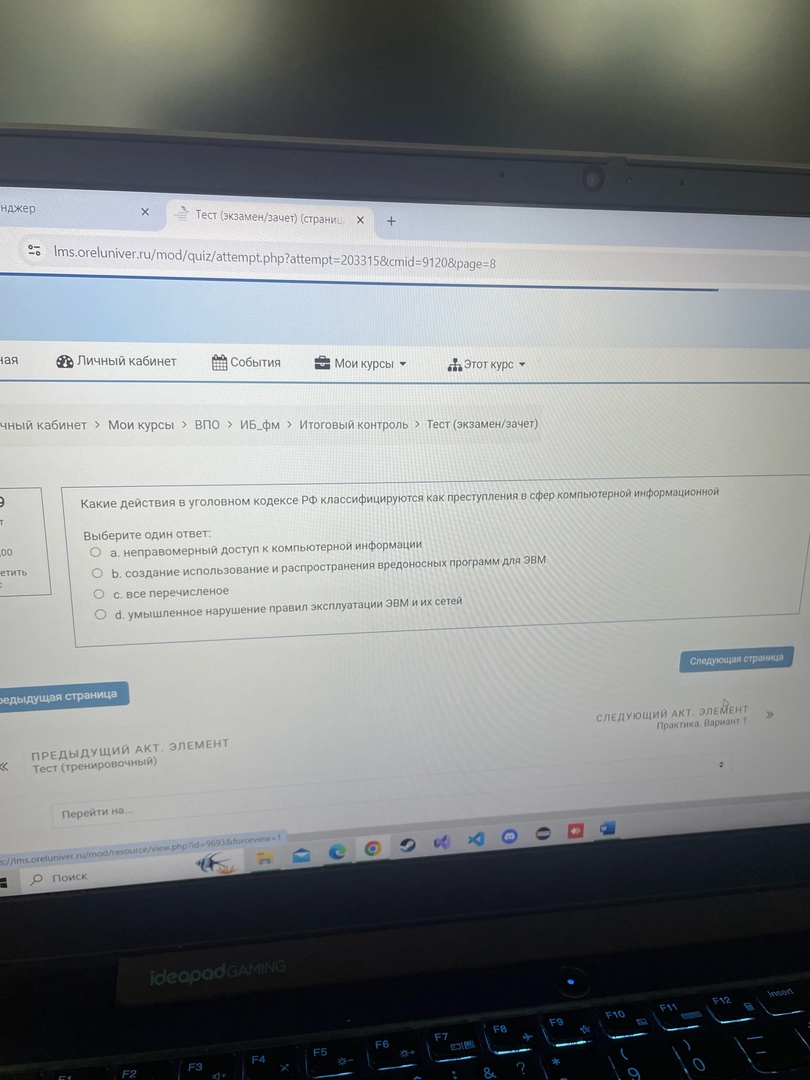 нджер
Тест (экзамен/зачет) (страниц
lms.oreluniver.ru/mod/quiz/attempt.php?attempt=203315&cmid=9120&page=8
ная Личный кабинет События Мои курсы Этот курс
чный кабинет > Мои курсы > ВПО > ИБ_фм > Итоговый контроль > Тест (экзамен/зачет)
9
т
,00
етить
Какие действия в уголовном кодексе РФ классифицируются как преступления в сфер компьютерной информационной
Выберите один ответ:
a. неправомерный доступ к компьютерной информации
b. создание использование и распространения вредоносных программ для ЭВМ
c. все перечисленое
d. умышленное нарушение правил эксплуатации ЭВМ и их сетей
Следующая страница
редыдущая страница
СЛЕДУЮЩИЙ АКТ. ЭЛЕМЕНТ
Практика. Вариант 1
ПРЕДЫДУЩИЙ АКТ. ЭЛЕМЕНТ
Тест (тренировочный)
Перейти на...
s://lms.oreluniver.ru/mod/resource/view.php?id=9693&forceview=1
Поиск
ideapad GAMING
F1 F2 F3 F4 F5 F6 F7 F8 F9 F10 F11 F12 Insert
& ? * ( 9 ) 0